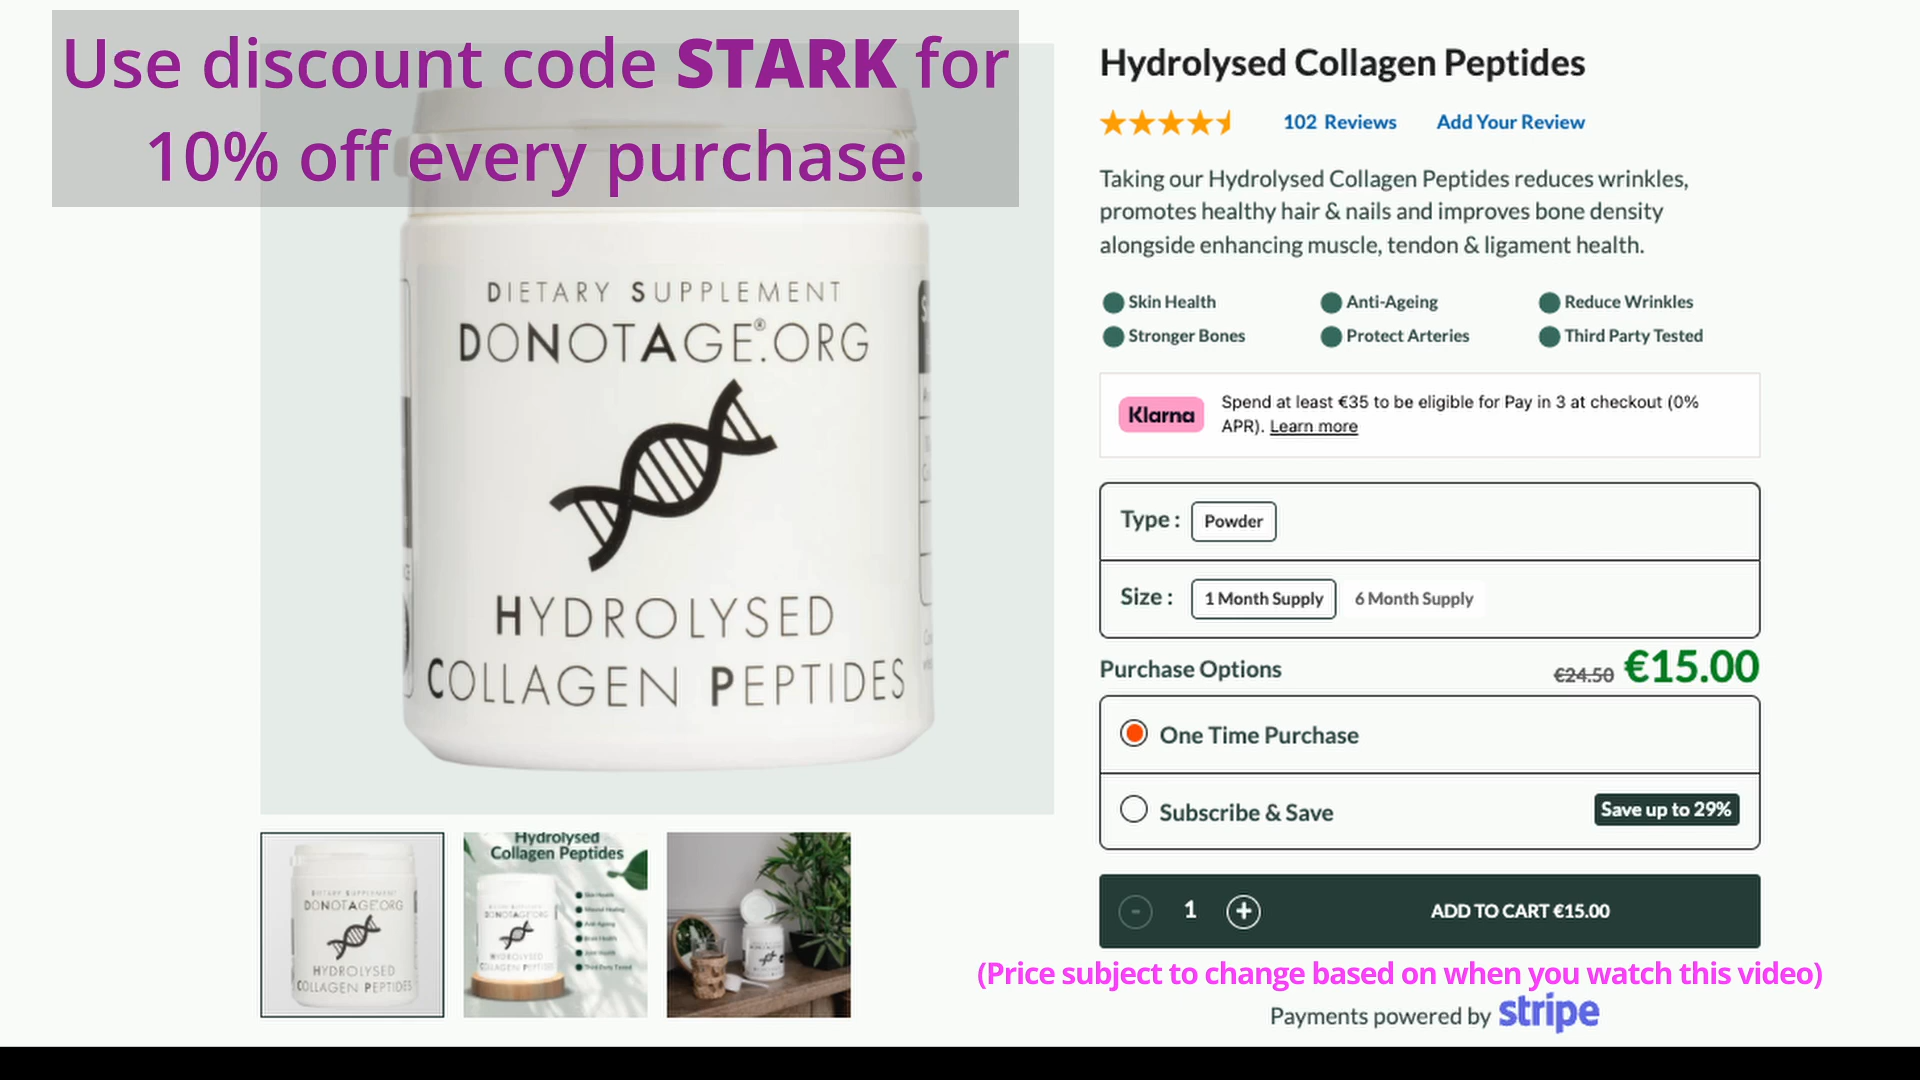 Use discount code STARK for
10% off every purchase.
DIETARY SUPPLEMENT
DONOTAGE®.ORG
HYDROLYSED
COLLAGEN PEPTIDES
Hydrolysed
Collagen Peptides
DIETARY SUPPLEMENT
DONOTAGE.ORG
HYDROLYSED
COLLAGEN PEPTIDES
Hydrolysed Collagen Peptides
102 Reviews Add Your Review
Taking our Hydrolysed Collagen Peptides reduces wrinkles,
promotes healthy hair & nails and improves bone density
alongside enhancing muscle, tendon & ligament health.
Skin Health Anti-Ageing Reduce Wrinkles
Stronger Bones Protect Arteries Third Party Tested
Klarna
Spend at least €35 to be eligible for Pay in 3 at checkout (0%
APR). Learn more
Type : Powder
Size : 1 Month Supply 6 Month Supply
Purchase Options €24.50 €15.00
One Time Purchase
Subscribe & Save Save up to 29%
- 1 + ADD TO CART €15.00
(Price subject to change based on when you watch this video)
Payments powered by stripe